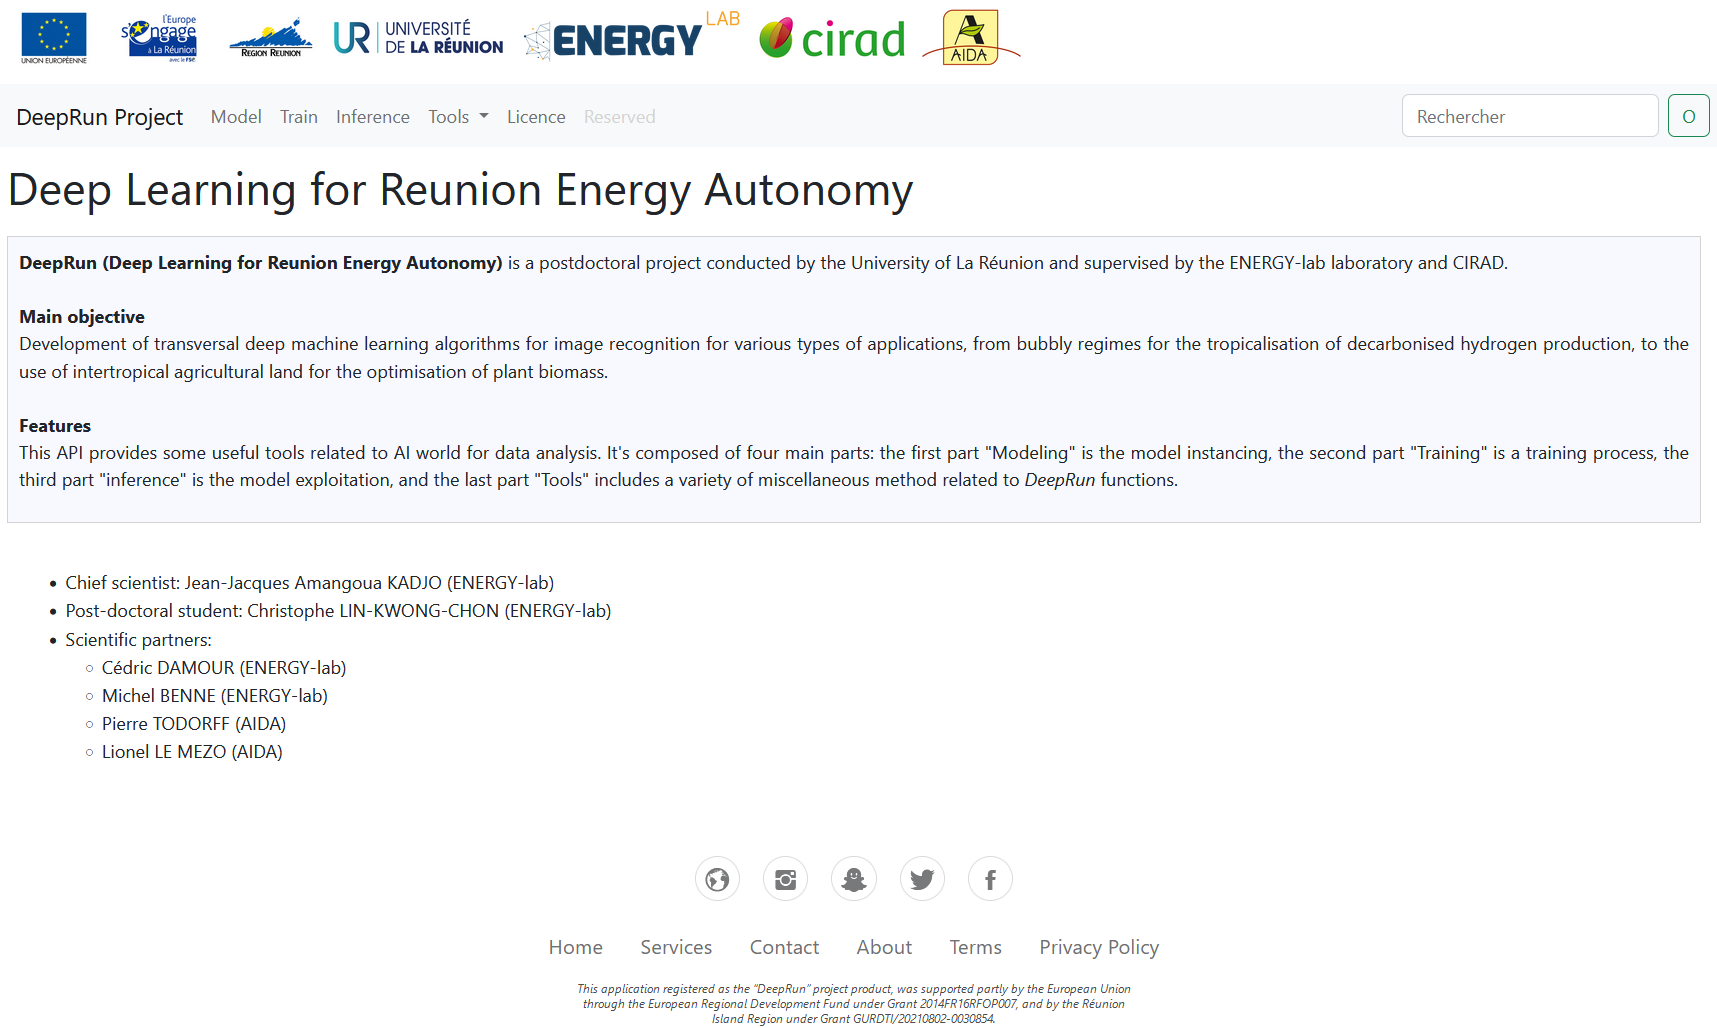 UNION EUROPÉENNE
l'Europe
s'engage
à La Réunion
avec le FSE.
REGION REUNION
UR UNIVERSITÉ
DE LA RÉUNION
ENERGY LAB
cirad
AIDA
DeepRun Project Model Train Inference Tools Licence Reserved Rechercher O
Deep Learning for Reunion Energy Autonomy
DeepRun (Deep Learning for Reunion Energy Autonomy) is a postdoctoral project conducted by the University of La Réunion and supervised by the ENERGY-lab laboratory and CIRAD.
Main objective
Development of transversal deep machine learning algorithms for image recognition for various types of applications, from bubbly regimes for the tropicalisation of decarbonised hydrogen production, to the
use of intertropical agricultural land for the optimisation of plant biomass.
Features
This API provides some useful tools related to AI world for data analysis. It's composed of four main parts: the first part "Modeling" is the model instancing, the second part "Training" is a training process, the
third part "inference" is the model exploitation, and the last part "Tools" includes a variety of miscellaneous method related to DeepRun functions.
• Chief scientist: Jean-Jacques Amangoua KADJO (ENERGY-lab)
• Post-doctoral student: Christophe LIN-KWONG-CHON (ENERGY-lab)
• Scientific partners:
◦ Cédric DAMOUR (ENERGY-lab)
◦ Michel BENNE (ENERGY-lab)
◦ Pierre TODORFF (AIDA)
◦ Lionel LE MEZO (AIDA)
Home Services Contact About Terms Privacy Policy
This application registered as the “DeepRun” project product, was supported partly by the European Union
through the European Regional Development Fund under Grant 2014FR16RFOP007, and by the Réunion
Island Region under Grant GURDTI/20210802-0030854.